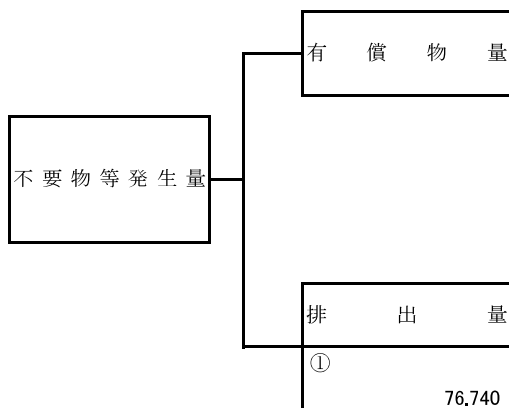 有償物量
不要物等発生量
排出量
①
76,740